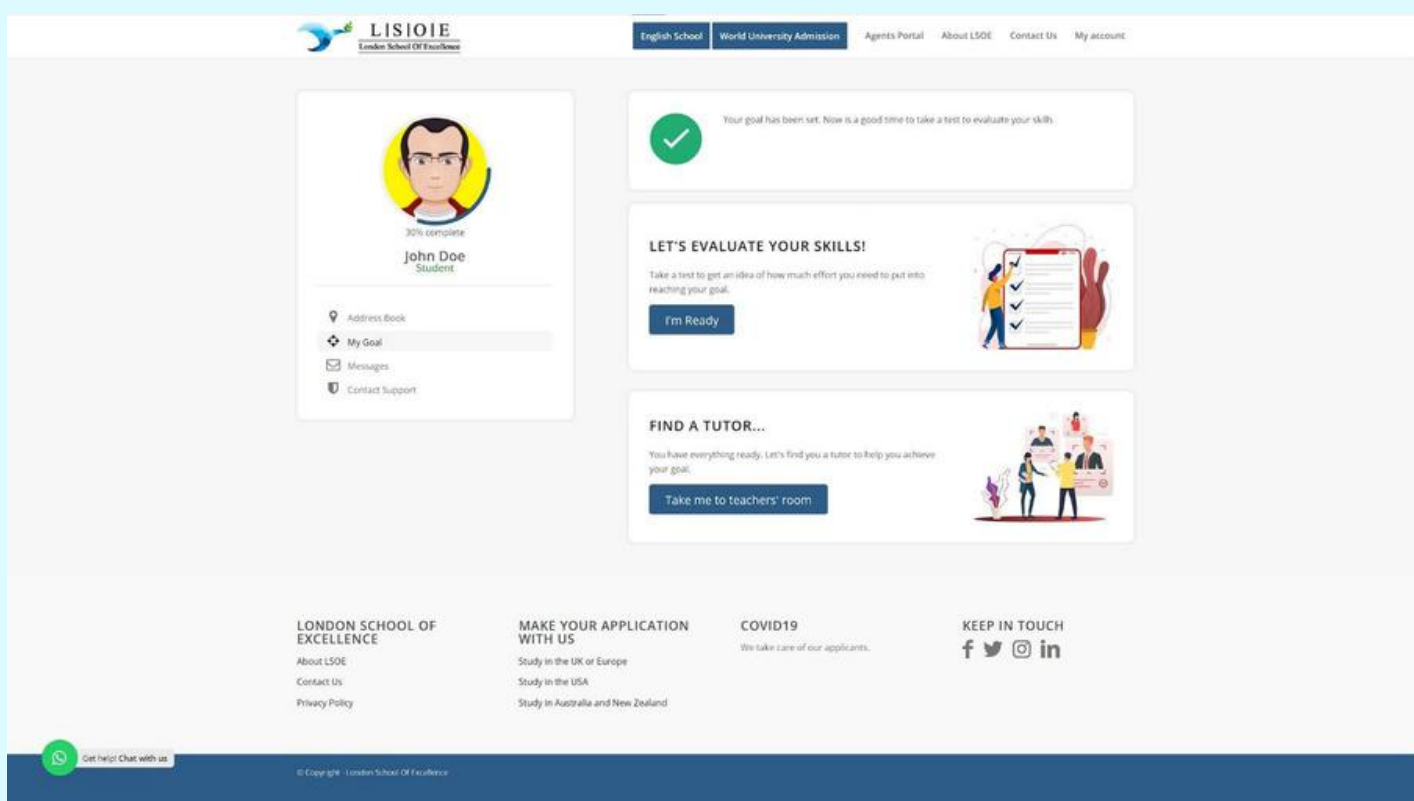 L|S|O|E
London School Of Excellence
English School World University Admission Agents Portal About LSOE Contact Us My account
30% complete
John Doe
Student
Address Book
My Goal
Messages
Contact Support
Your goal has been set. Now is a good time to take a test to evaluate your skills.
LET'S EVALUATE YOUR SKILLS!
Take a test to get an idea of how much effort you need to put into
reaching your goal.
I'm Ready
FIND A TUTOR...
You have everything ready. Let's find you a tutor to help you achieve
your goal.
Take me to teachers' room
LONDON SCHOOL OF
EXCELLENCE
About LSOE
Contact Us
Privacy Policy
MAKE YOUR APPLICATION
WITH US
Study in the UK or Europe
Study in the USA
Study in Australia and New Zealand
COVID19
We take care of our applicants.
KEEP IN TOUCH
Get help! Chat with us
© Copyright - London School Of Excellence